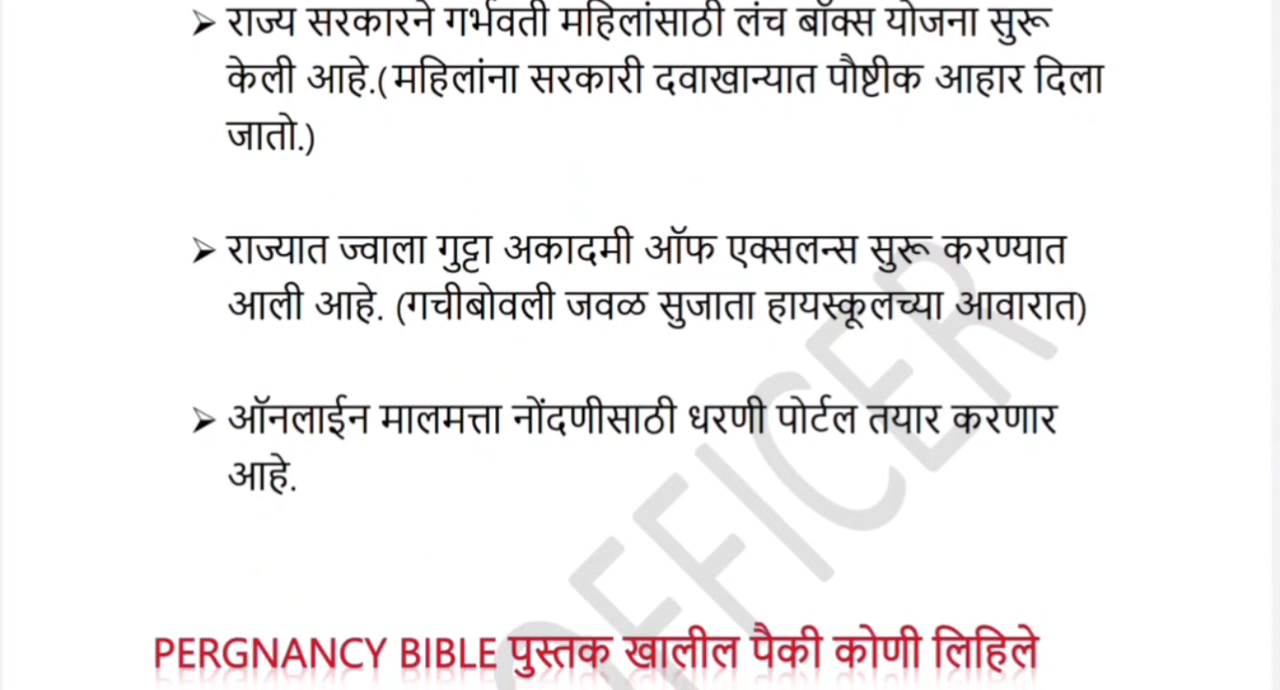 ➢ राज्य सरकारने गर्भवती महिलांसाठी लंच बॉक्स योजना सुरू
केली आहे.(महिलांना सरकारी दवाखान्यात पौष्टीक आहार दिला
जातो.)
➢ राज्यात ज्वाला गुट्टा अकादमी ऑफ एक्सलन्स सुरू करण्यात
आली आहे. (गचीबोवली जवळ सुजाता हायस्कूलच्या आवारात)
➢ ऑनलाईन मालमत्ता नोंदणीसाठी धरणी पोर्टल तयार करणार
आहे.
PERGNANCY BIBLE पुस्तक खालील पैकी कोणी लिहिले
OFFICER